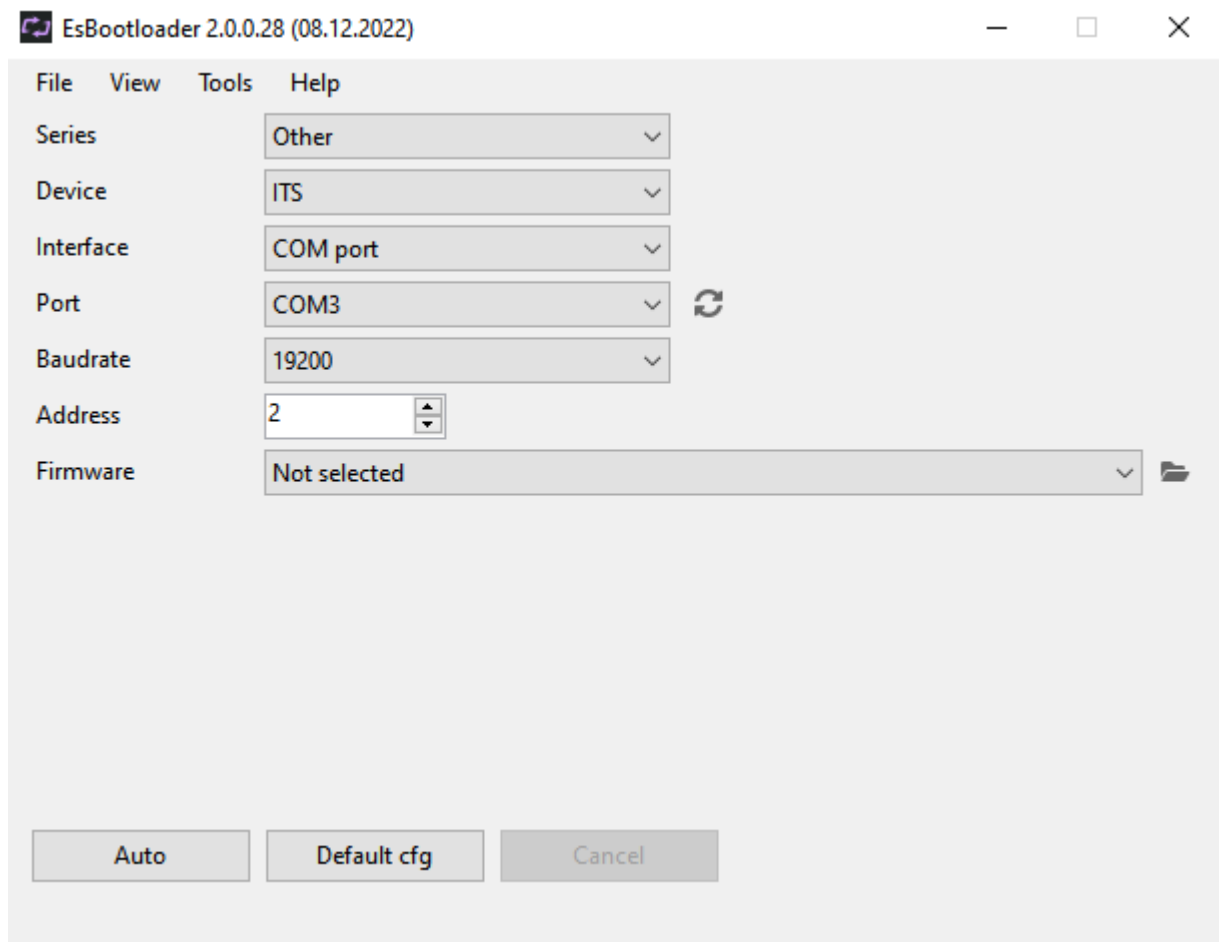 EsBootloader 2.0.0.28 (08.12.2022)
File View Tools Help
Series Other
Device ITS
Interface COM port
Port COM3
Baudrate 19200
Address 2
Firmware Not selected
Auto Default cfg Cancel